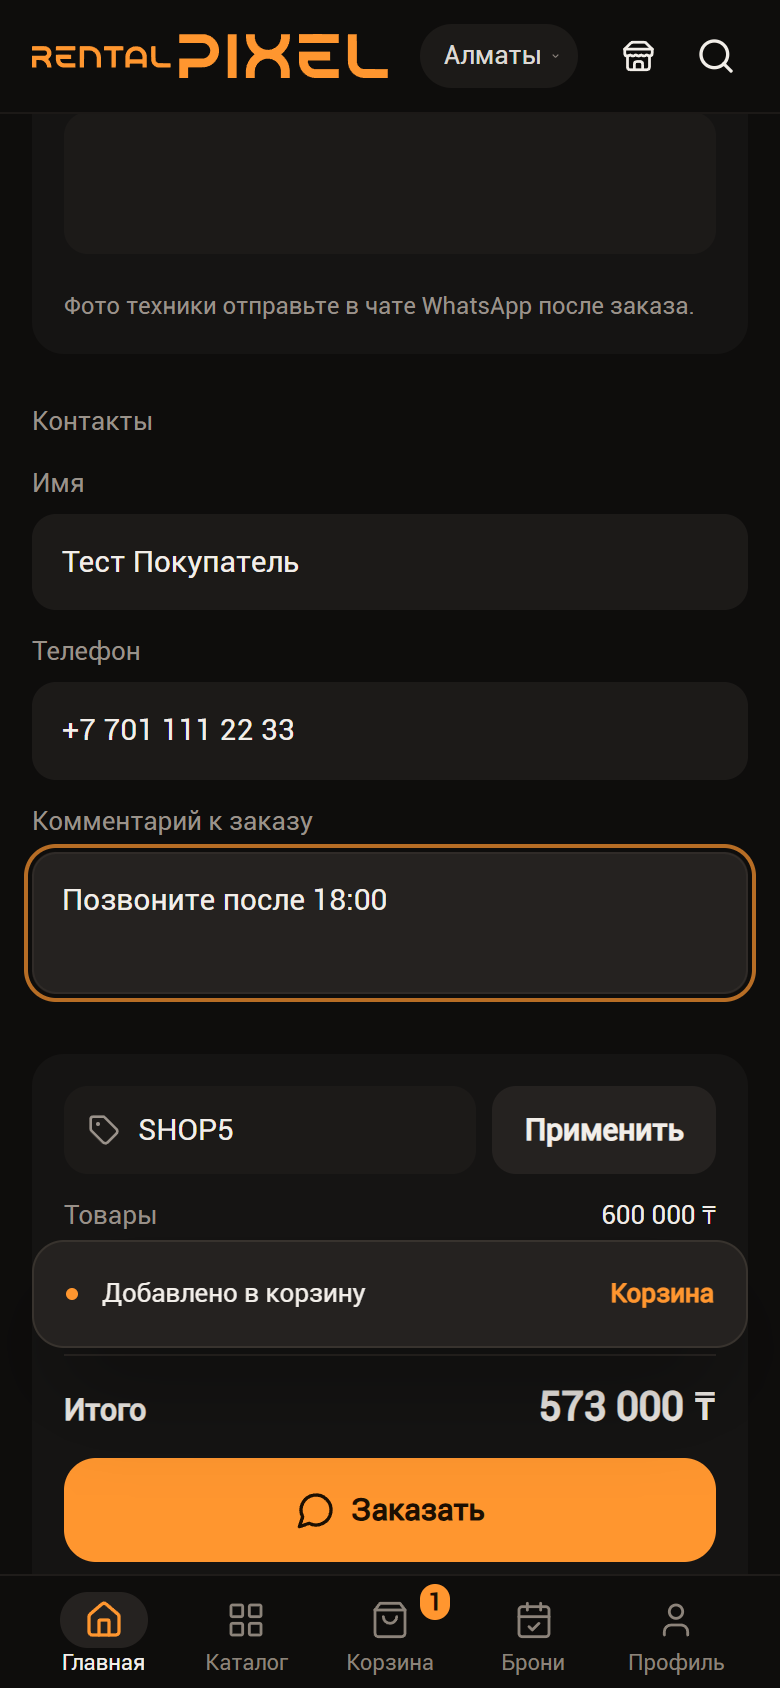 RENTAL PIXEL Алматы
Фото техники отправьте в чате WhatsApp после заказа.
Контакты
Имя
Тест Покупатель
Телефон
+7 701 111 22 33
Комментарий к заказу
Позвоните после 18:00
SHOP5 Применить
Товары 600 000 ₸
Добавлено в корзину Корзина
Итого 573 000 ₸
Заказать
1
Главная Каталог Корзина Брони Профиль